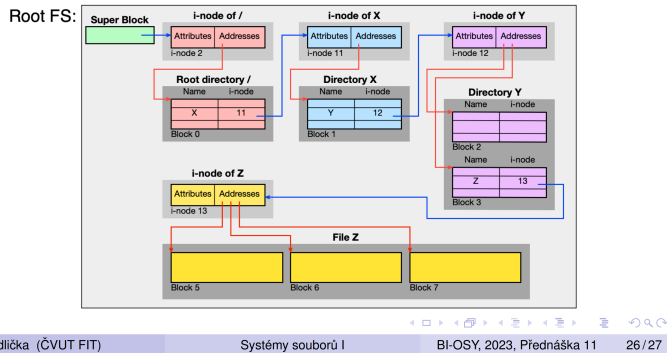 Root FS:
Super Block
i-node of /
Attributes Addresses
i-node 2
i-node of X
Attributes Addresses
i-node 11
i-node of Y
Attributes Addresses
i-node 12
Root directory /
Name i-node
X 11
Block 0
Directory X
Name i-node
Y 12
Block 1
Directory Y
Name i-node
Block 2
Name i-node
Z 13
Block 3
i-node of Z
Attributes Addresses
i-node 13
File Z
Block 5
Block 6
Block 7
dlička (ČVUT FIT)
Systémy souborů I
BI-OSY, 2023, Přednáška 11
26/27